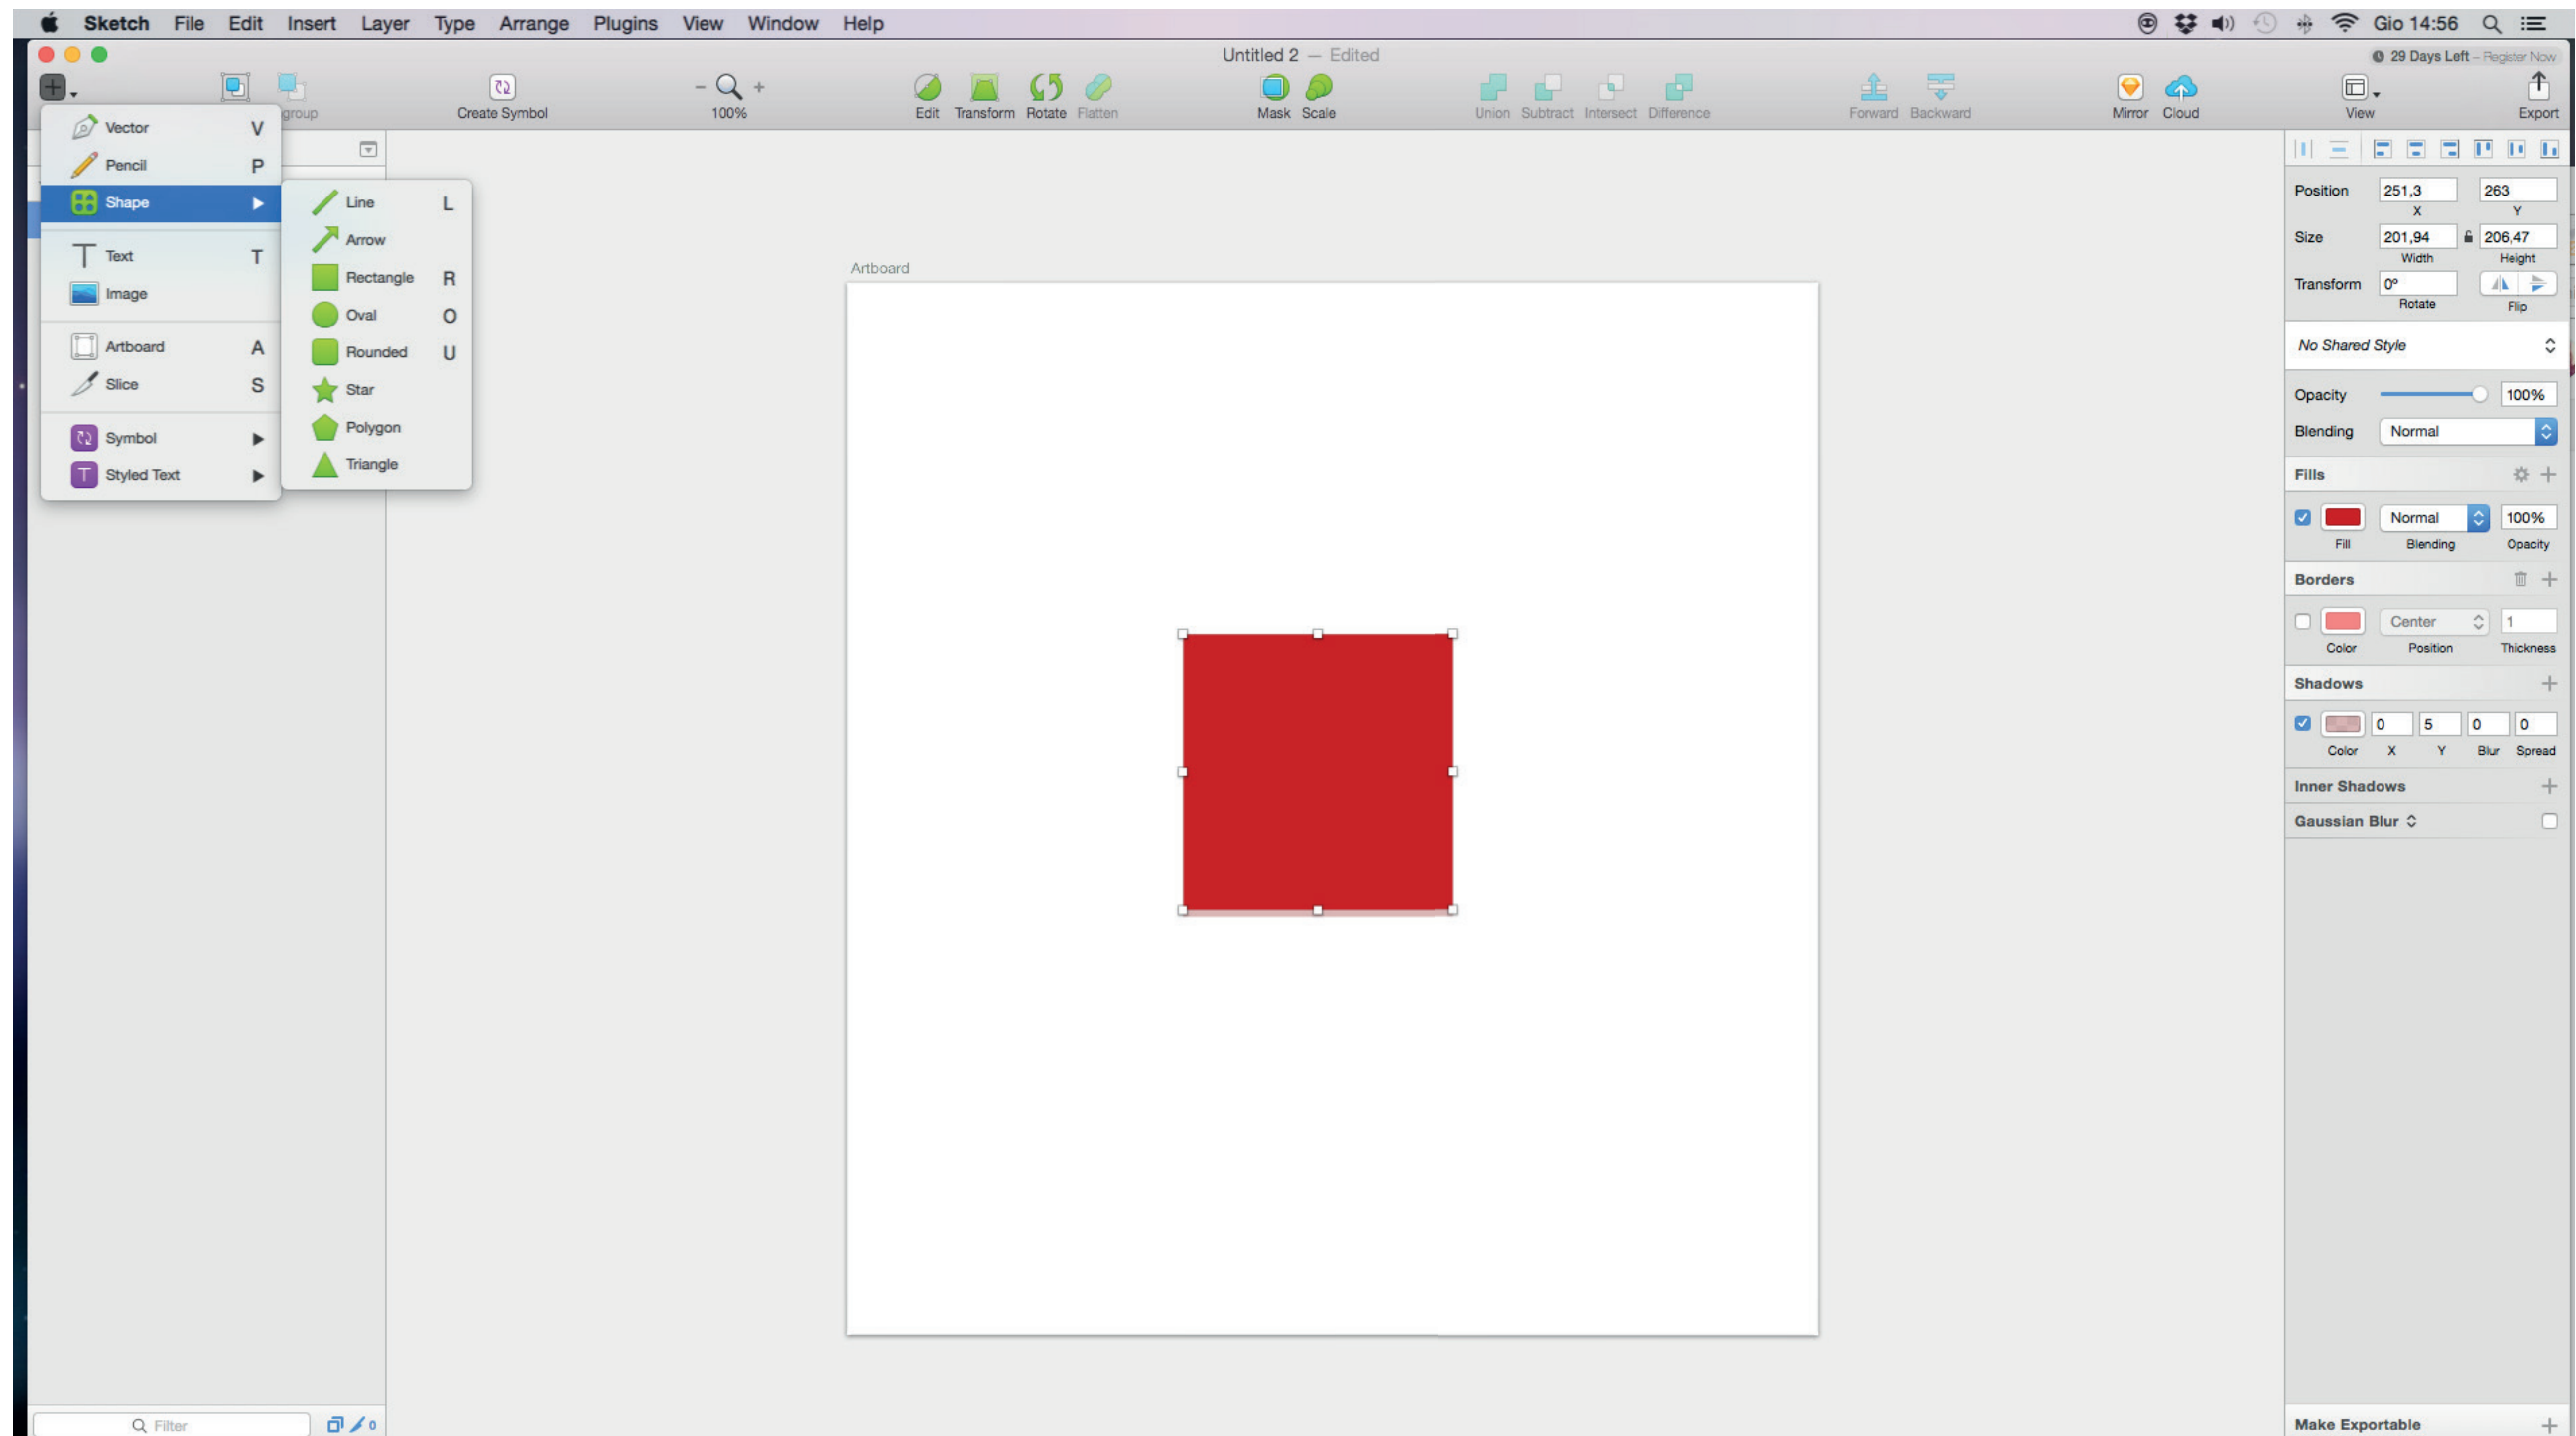 Sketch File Edit Insert Layer Type Arrange Plugins View Window Help Gio 14:56
Untitled 2 — Edited
29 Days Left – Register Now
group Create Symbol 100% Edit Transform Rotate Flatten Mask Scale Union Subtract Intersect Difference Forward Backward Mirror Cloud View Export
Vector V
Pencil P
Shape
Text T
Image
Artboard A
Slice S
Symbol
Styled Text
Line L
Arrow
Rectangle R
Oval O
Rounded U
Star
Polygon
Triangle
Artboard
Position 251,3 263
X Y
Size 201,94 206,47
Width Height
Transform 0º
Rotate Flip
No Shared Style
Opacity 100%
Blending Normal
Fills
Normal 100%
Fill Blending Opacity
Borders
Center 1
Color Position Thickness
Shadows
0 5 0 0
Color X Y Blur Spread
Inner Shadows
Gaussian Blur
Filter 0
Make Exportable